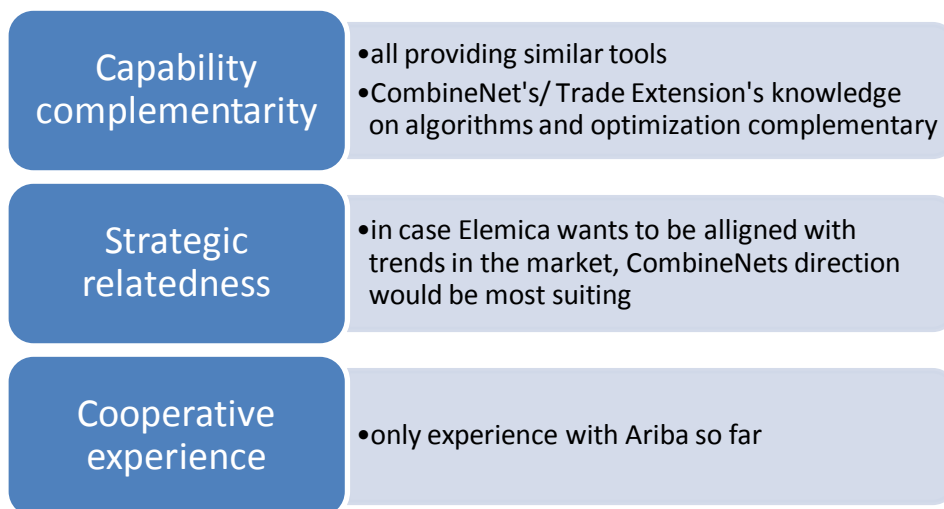 Capability
complementarity
•all providing similar tools
•CombineNet's/ Trade Extension's knowledge
on algorithms and optimization complementary
Strategic
relatedness
•in case Elemica wants to be alligned with
trends in the market, CombineNets direction
would be most suiting
Cooperative
experience
•only experience with Ariba so far